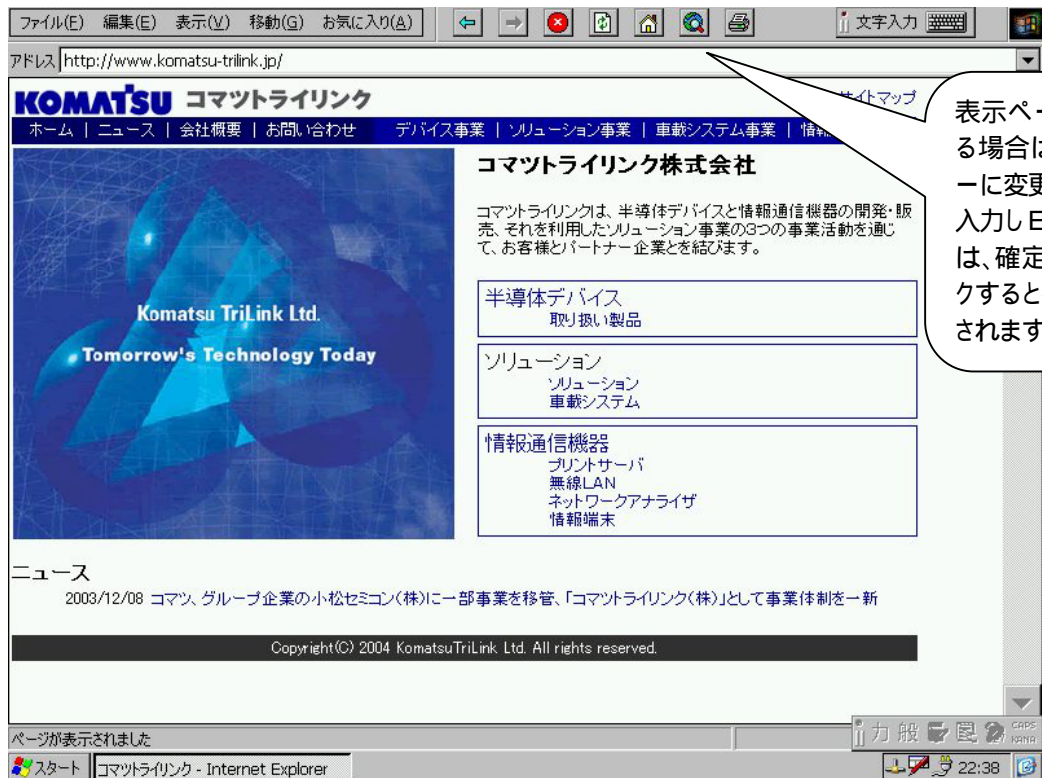 ファイル(F) 編集(E) 表示(V) 移動(G) お気に入り(A) 文字入力
アドレス http://www.komatsu-trilink.jp/
KOMATSU コマツトライリンク サイトマップ
ホーム | ニュース | 会社概要 | お問い合わせ デバイス事業 | ソリューション事業 | 車載システム事業 | 情報
表示ペー
る場合は
ーに変更
入力しE
は、確定
クすると
されます
コマツトライリンク株式会社
コマツトライリンクは、半導体デバイスと情報通信機器の開発・販
売、それを利用したソリューション事業の3つの事業活動を通じ
て、お客様とパートナー企業とを結びます。
Komatsu TriLink Ltd.
Tomorrow's Technology Today
半導体デバイス
取り扱い製品
ソリューション
ソリューション
車載システム
情報通信機器
プリントサーバ
無線LAN
ネットワークアナライザ
情報端末
ニュース
2003/12/08 コマツ、グループ企業の小松セミコン(株)に一部事業を移管、「コマツトライリンク(株)」として事業体制を一新
Copyright(C) 2004 KomatsuTriLink Ltd. All rights reserved.
ページが表示されました
力 般 CAPS KANA
スタート コマツトライリンク - Internet Explorer 22:38